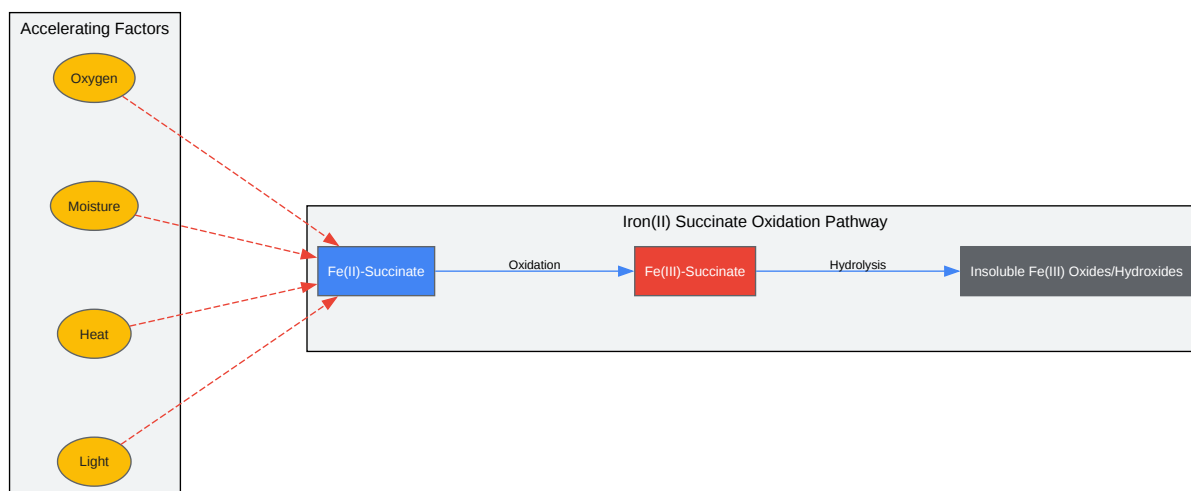 Accelerating Factors
Oxygen
Moisture
Heat
Light
Iron(II) Succinate Oxidation Pathway
Fe(II)-Succinate
Oxidation
Fe(III)-Succinate
Hydrolysis
Insoluble Fe(III) Oxides/Hydroxides